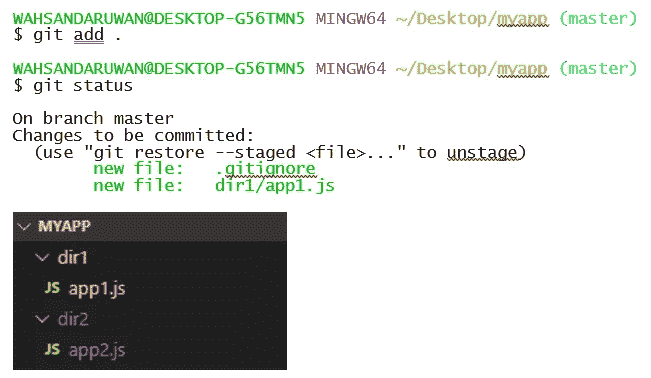 WAHSANDARUWAN@DESKTOP-G56TMN5 MINGW64 ~/Desktop/myapp (master)
$ git add .
WAHSANDARUWAN@DESKTOP-G56TMN5 MINGW64 ~/Desktop/myapp (master)
$ git status
On branch master
Changes to be committed:
(use "git restore --staged <file>..." to unstage)
new file: .gitignore
new file: dir1/app1.js
MYAPP
dir1
JS app1.js
dir2
JS app2.js